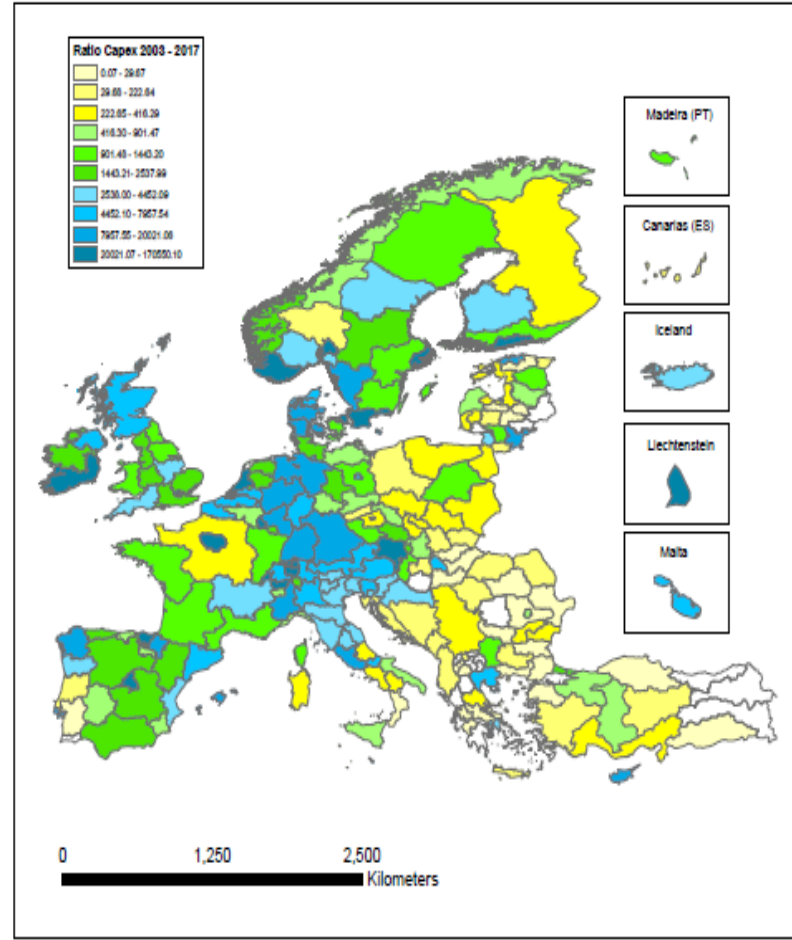 Ratio Capex 2003 - 2017
0.07 - 29.67
29.68 - 222.64
222.65 - 416.29
416.30 - 901.47
901.48 - 1443.20
1443.21 - 2537.99
2538.00 - 4452.09
4452.10 - 7957.54
7957.55 - 20021.06
20021.07 - 170550.10
Madeira (PT)
Canarias (ES)
Iceland
Liechtenstein
Malta
0 1,250 2,500
Kilometers